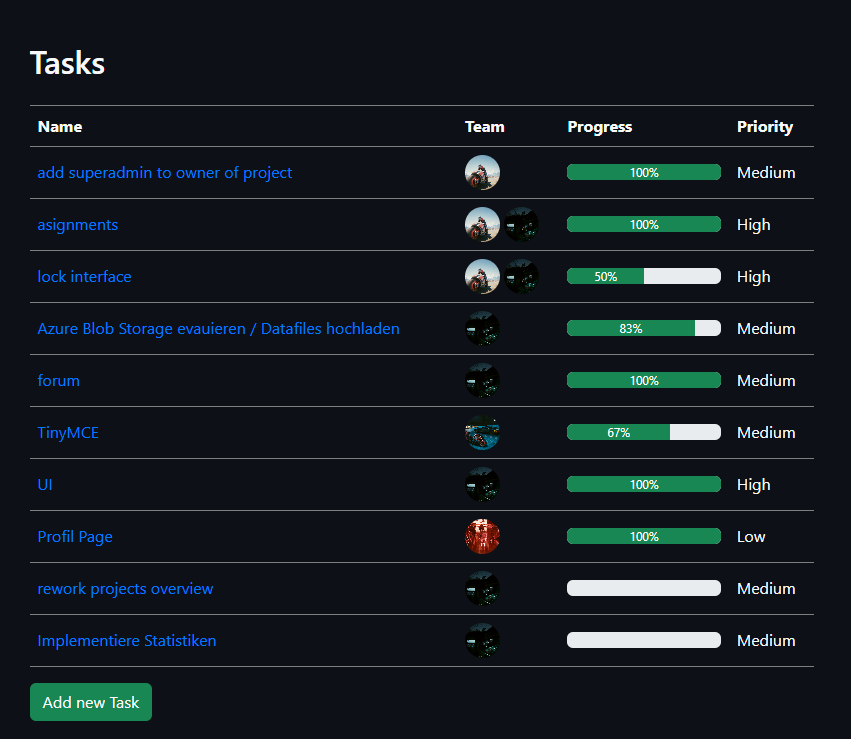 Tasks
Name Team Progress Priority
add superadmin to owner of project 100% Medium
asignments 100% High
lock interface 50% High
Azure Blob Storage evauieren / Datafiles hochladen 83% Medium
forum 100% Medium
TinyMCE 67% Medium
UI 100% High
Profil Page 100% Low
rework projects overview Medium
Implementiere Statistiken Medium
Add new Task